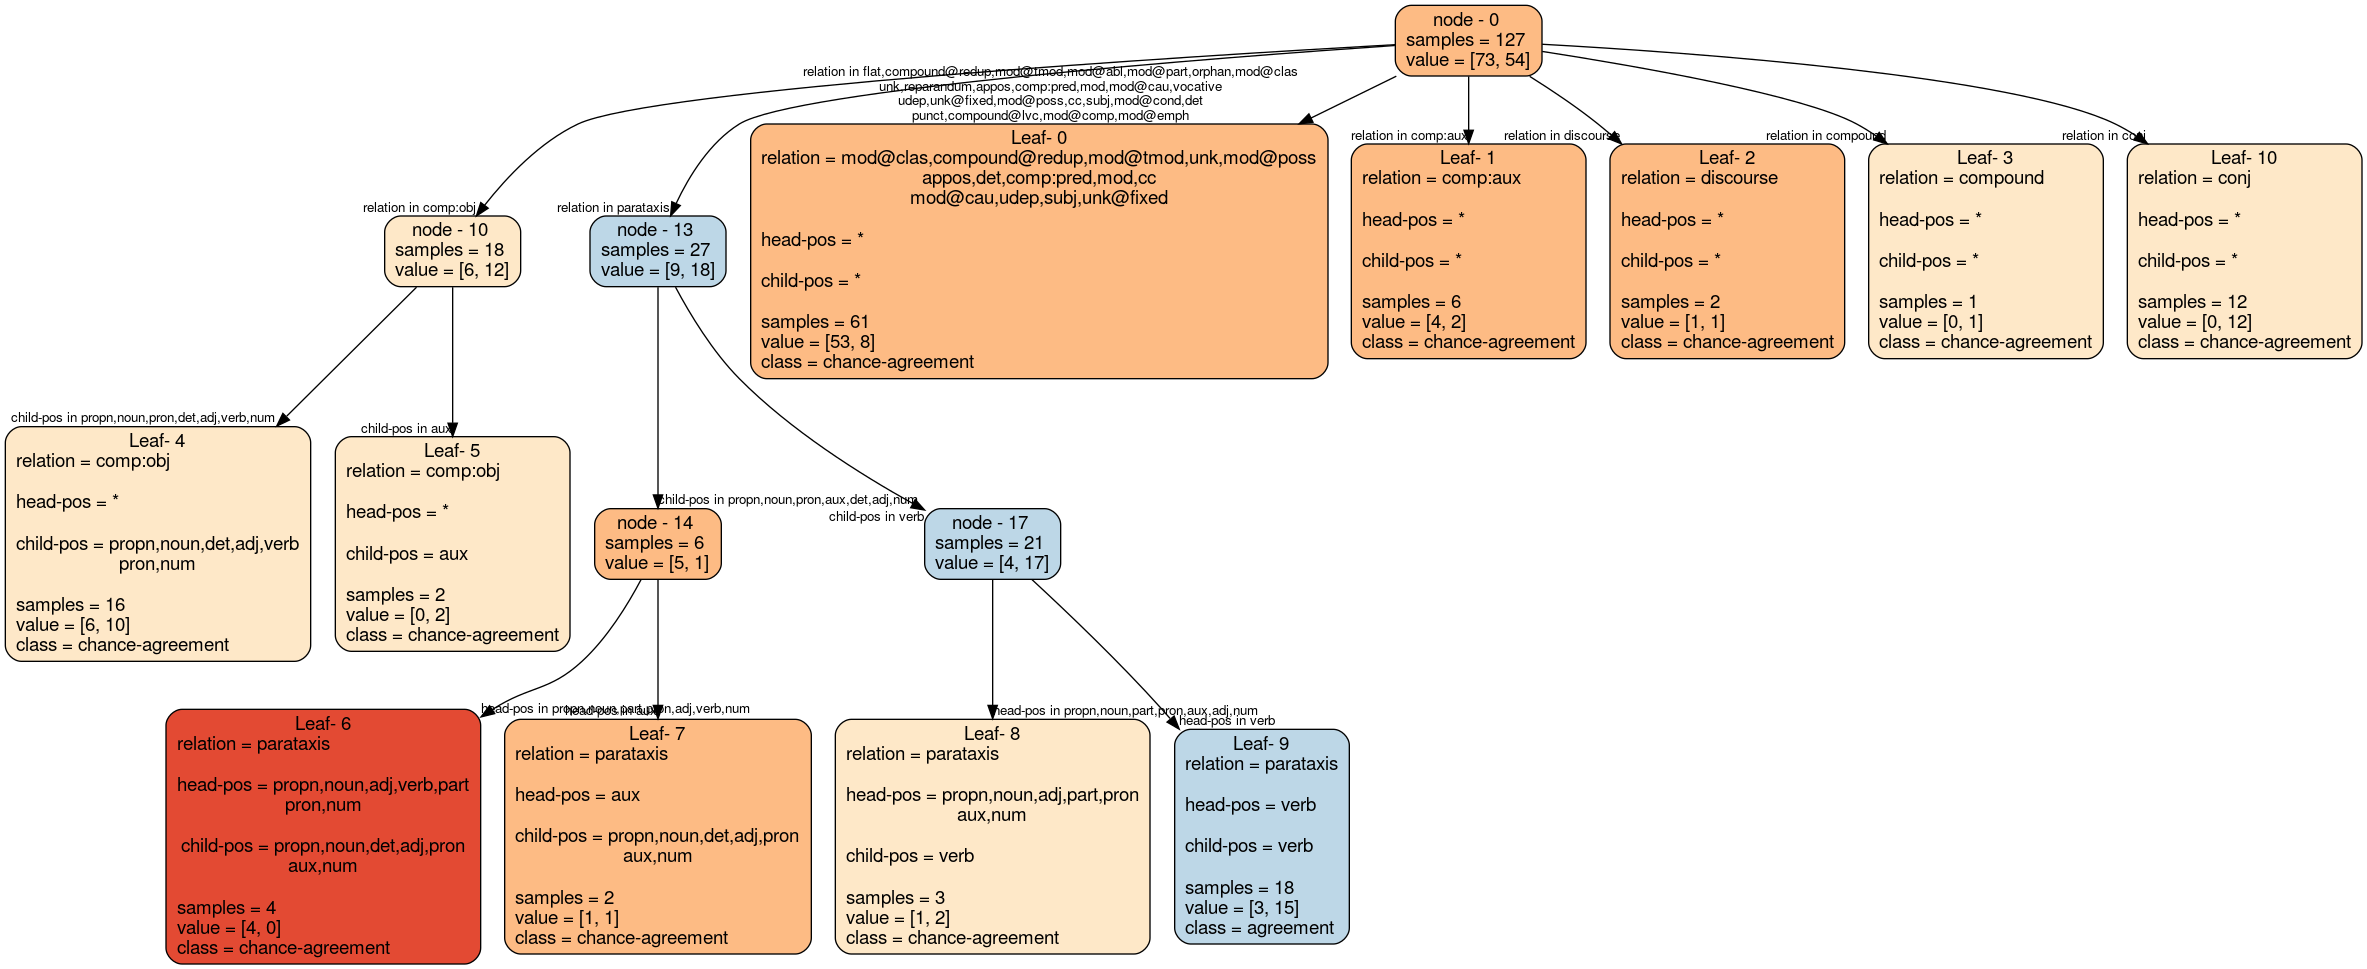 node - 0
samples = 127
value = [73, 54]
relation in flat,compound@redup,mod@tmod,mod@abl,mod@part,orphan,mod@clas
unk,reparandum,appos,comp:pred,mod,mod@cau,vocative
udep,unk@fixed,mod@poss,cc,subj,mod@cond,det
punct,compound@lvc,mod@comp,mod@emph
relation in comp:aux
relation in discourse
relation in compound
relation in conj
Leaf- 0
relation = mod@clas,compound@redup,mod@tmod,unk,mod@poss
appos,det,comp:pred,mod,cc
mod@cau,udep,subj,unk@fixed
head-pos = *
child-pos = *
samples = 61
value = [53, 8]
class = chance-agreement
Leaf- 1
relation = comp:aux
head-pos = *
child-pos = *
samples = 6
value = [4, 2]
class = chance-agreement
Leaf- 2
relation = discourse
head-pos = *
child-pos = *
samples = 2
value = [1, 1]
class = chance-agreement
Leaf- 3
relation = compound
head-pos = *
child-pos = *
samples = 1
value = [0, 1]
class = chance-agreement
Leaf- 10
relation = conj
head-pos = *
child-pos = *
samples = 12
value = [0, 12]
class = chance-agreement
relation in comp:obj
node - 10
samples = 18
value = [6, 12]
relation in parataxis
node - 13
samples = 27
value = [9, 18]
child-pos in propn,noun,pron,det,adj,verb,num
Leaf- 4
relation = comp:obj
head-pos = *
child-pos = propn,noun,det,adj,verb
pron,num
samples = 16
value = [6, 10]
class = chance-agreement
child-pos in aux
Leaf- 5
relation = comp:obj
head-pos = *
child-pos = aux
samples = 2
value = [0, 2]
class = chance-agreement
child-pos in propn,noun,pron,aux,det,adj,num
node - 14
samples = 6
value = [5, 1]
child-pos in verb
node - 17
samples = 21
value = [4, 17]
head-pos in propn,noun,part,pron,adj,verb,num
Leaf- 6
relation = parataxis
head-pos = propn,noun,adj,verb,part
pron,num
child-pos = propn,noun,det,adj,pron
aux,num
samples = 4
value = [4, 0]
class = chance-agreement
head-pos in aux
Leaf- 7
relation = parataxis
head-pos = aux
child-pos = propn,noun,det,adj,pron
aux,num
samples = 2
value = [1, 1]
class = chance-agreement
head-pos in propn,noun,part,pron,aux,adj,num
Leaf- 8
relation = parataxis
head-pos = propn,noun,adj,part,pron
aux,num
child-pos = verb
samples = 3
value = [1, 2]
class = chance-agreement
head-pos in verb
Leaf- 9
relation = parataxis
head-pos = verb
child-pos = verb
samples = 18
value = [3, 15]
class = agreement